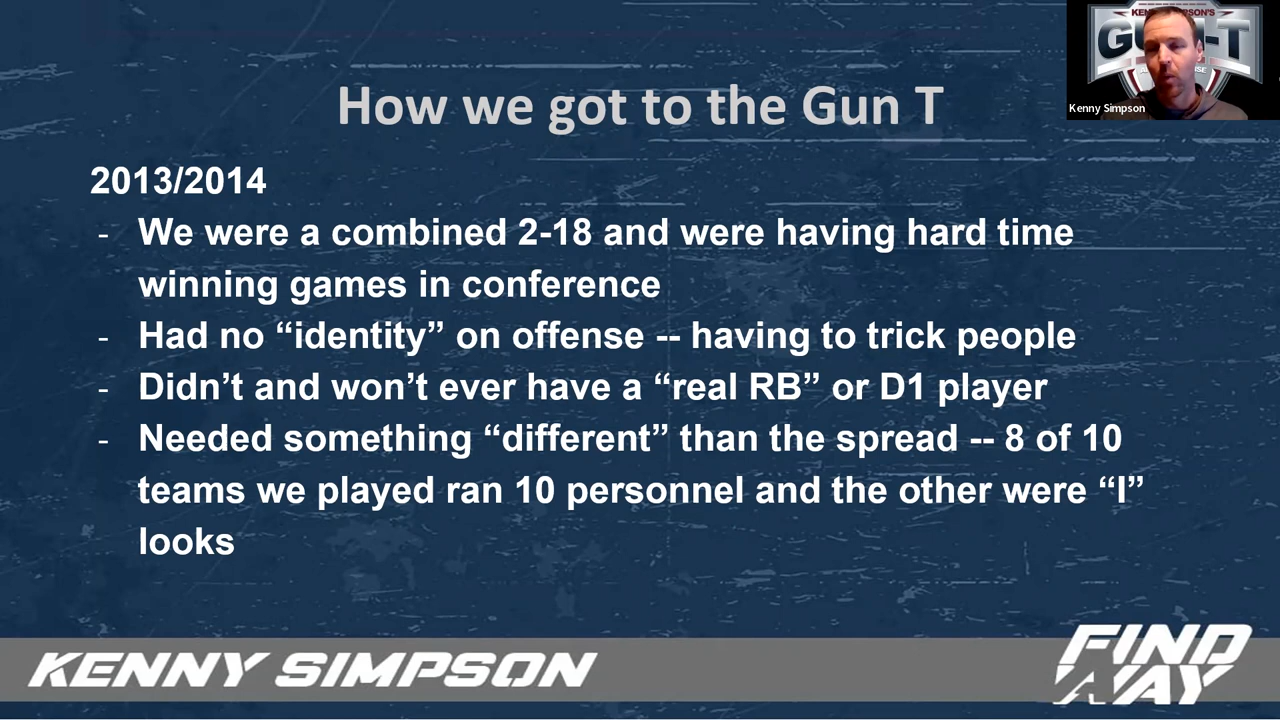 KENNY SIMPSON'S
Kenny Simpson
How we got to the Gun T
2013/2014
- We were a combined 2-18 and were having hard time
winning games in conference
- Had no “identity” on offense -- having to trick people
- Didn’t and won’t ever have a “real RB” or D1 player
- Needed something “different” than the spread -- 8 of 10
teams we played ran 10 personnel and the other were “I”
looks
KENNY SIMPSON
FIND
A WAY